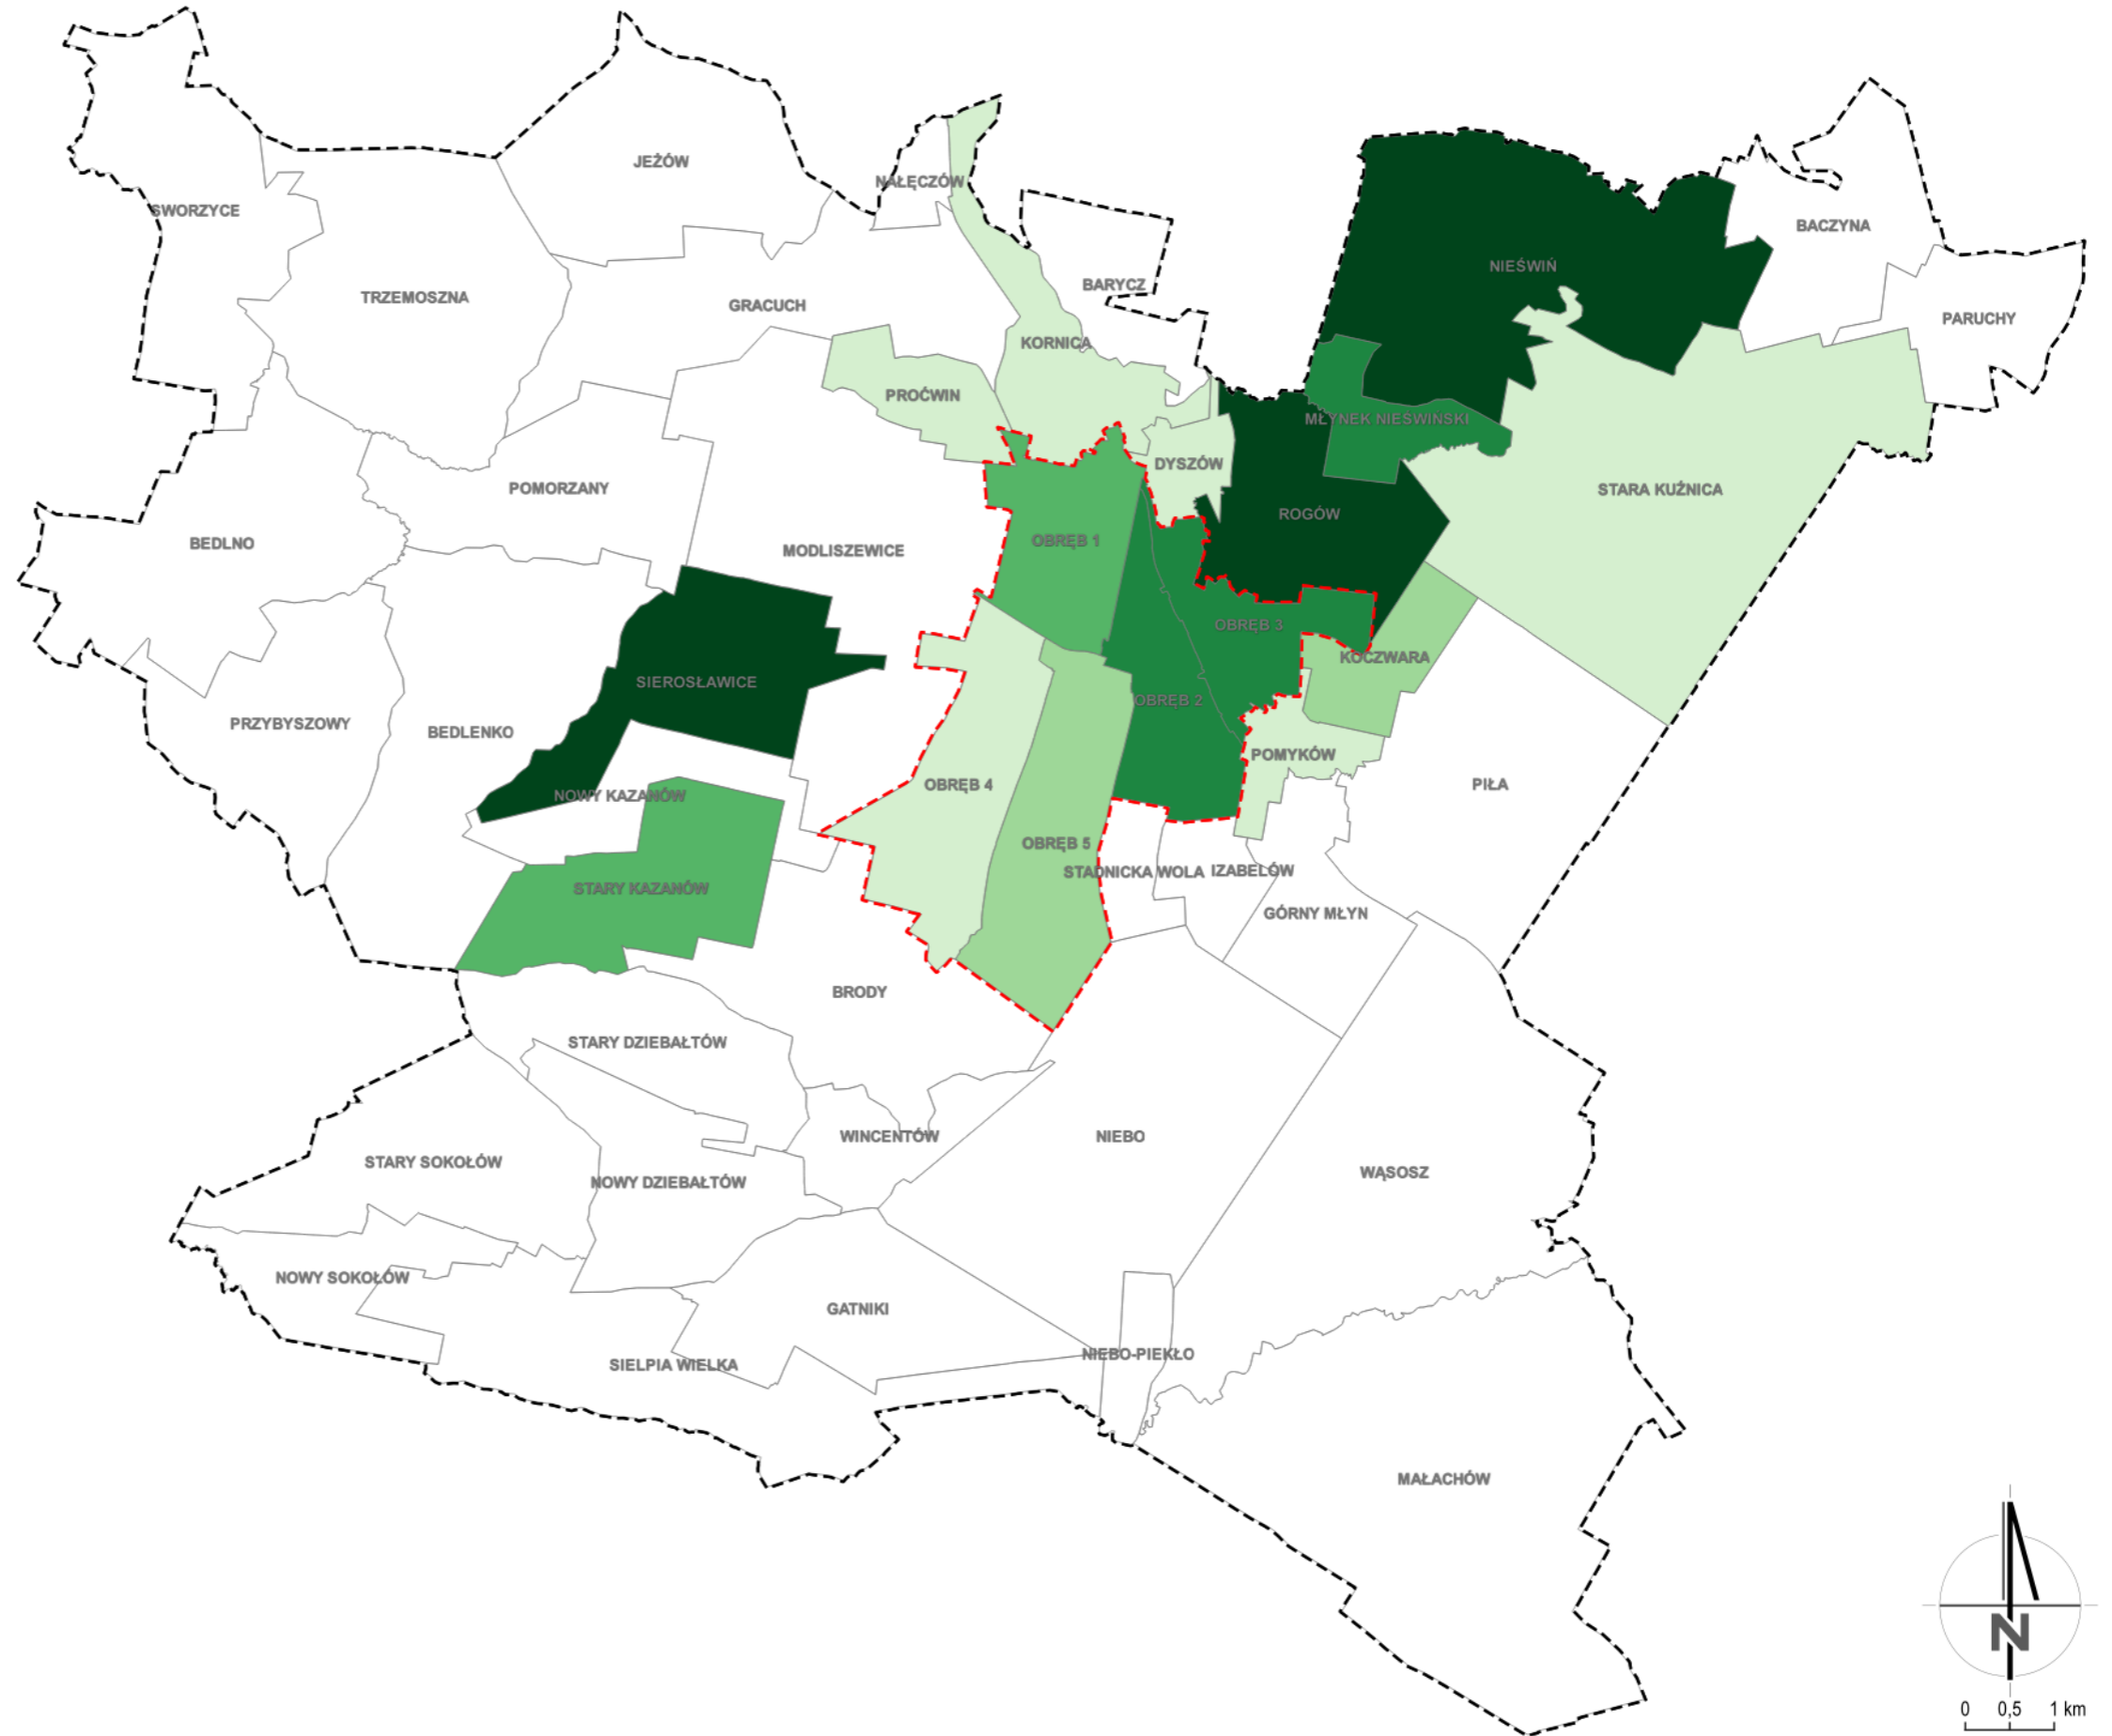 JEŻÓW
NAŁĘCZÓW
SWORZYCE
BACZYNA
NIEŚWIŃ
BARYCZ
TRZEMOSZNA
GRACUCH
PARUCHY
KORNICA
PROĆWIN
MŁYNEK NIEŚWIŃSKI
DYSZÓW
POMORZANY
STARA KUŹNICA
ROGÓW
BEDLNO
OBRĘB 1
MODLISZEWICE
OBRĘB 3
KOCZWARA
SIEROSŁAWICE
OBRĘB 2
PRZYBYSZOWY
BEDLENKO
POMYKÓW
OBRĘB 4
PIŁA
NOWY KAZANÓW
OBRĘB 5
STADNICKA WOLA
IZABELÓW
STARY KAZANÓW
GÓRNY MŁYN
BRODY
STARY DZIEBAŁTÓW
WINCENTÓW
NIEBO
STARY SOKOŁÓW
WĄSOSZ
NOWY DZIEBAŁTÓW
NOWY SOKOŁÓW
GATNIKI
NIEBO-PIEKŁO
SIELPIA WIELKA
MAŁACHÓW
N
0 0,5 1 km